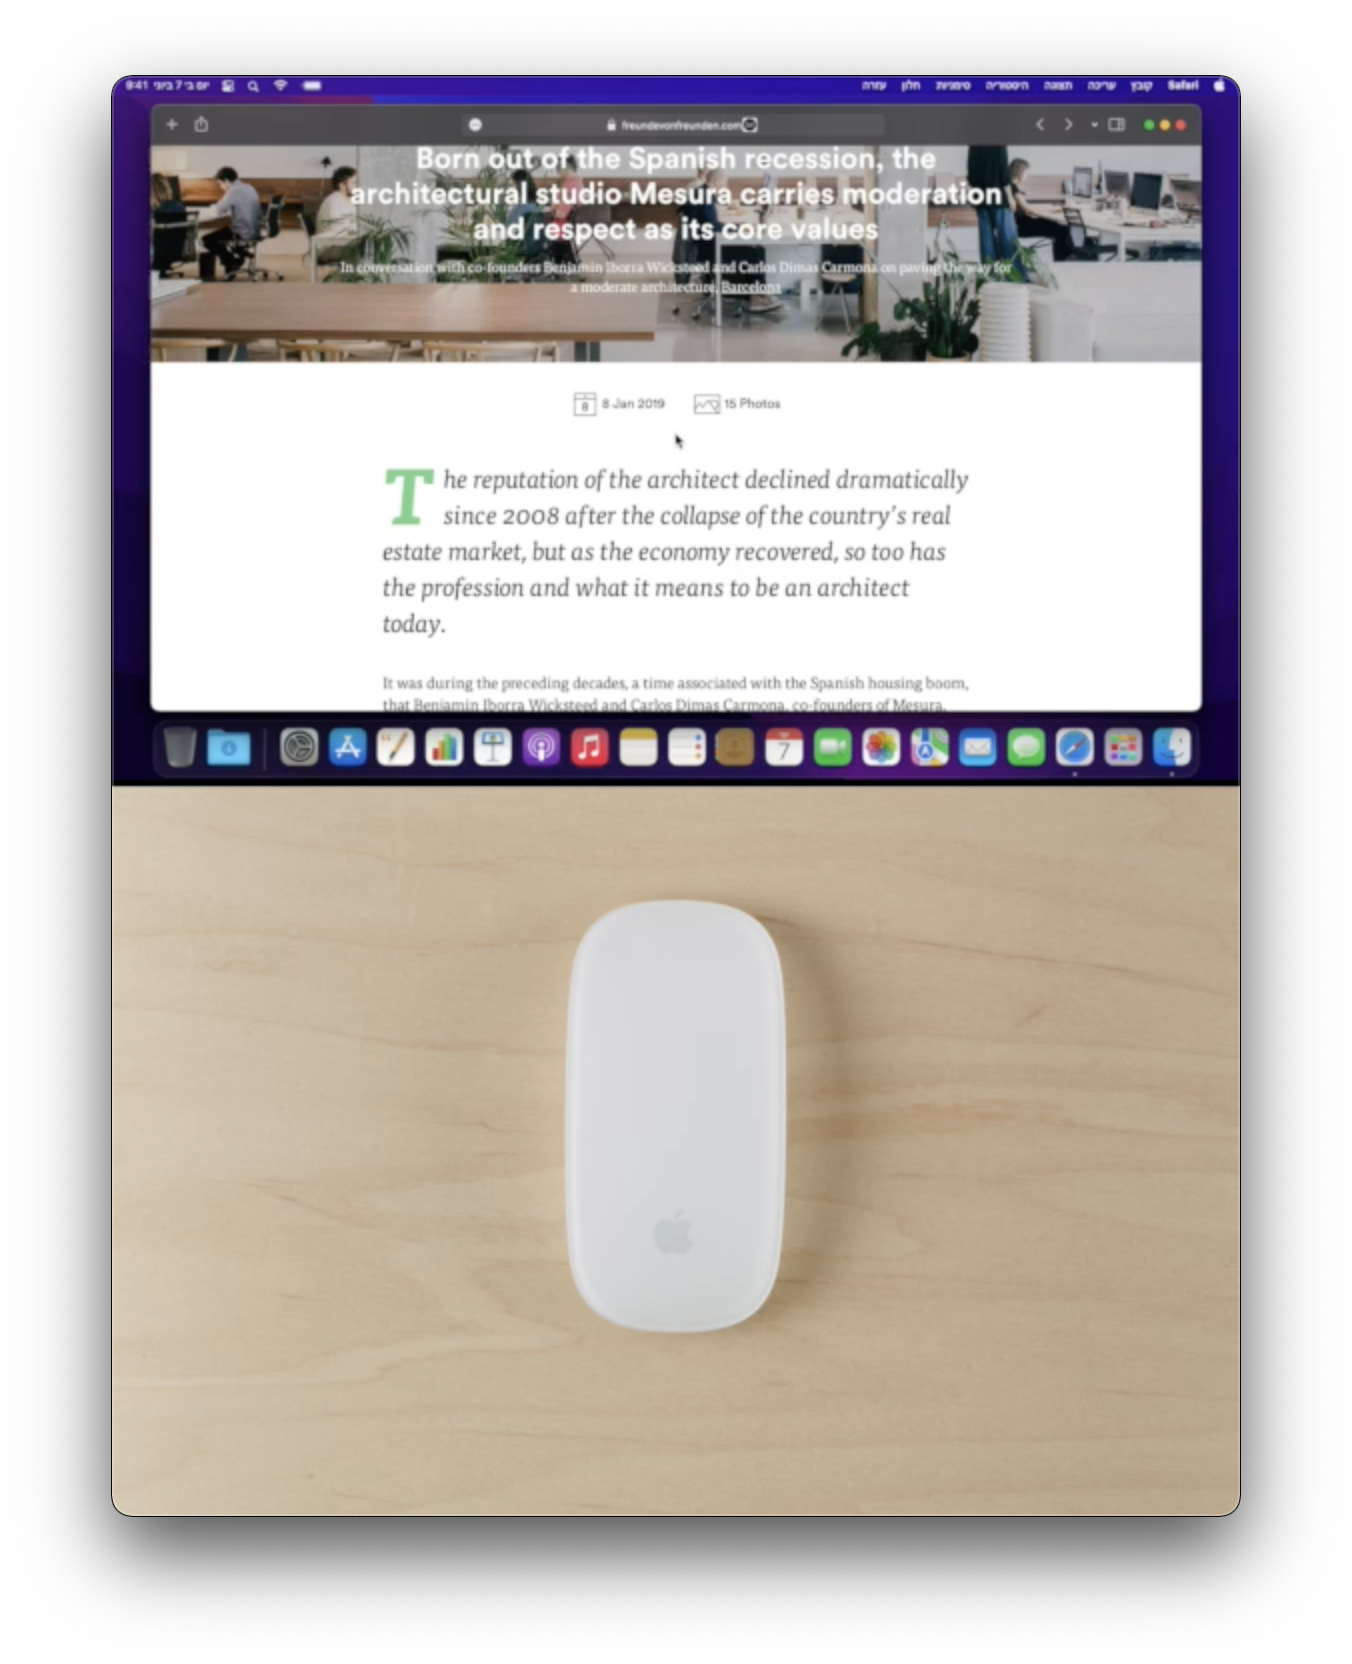 Safari קובץ עריכה תצוגה היסטוריה סימניות חלון עזרה
יום ב׳ 7 ביוני 9:41
freundevonfreunden.com
Born out of the Spanish recession, the
architectural studio Mesura carries moderation
and respect as its core values
In conversation with co-founders Benjamin Iborra Wicksteed and Carlos Dimas Carmona on paving the way for
a moderate architecture, Barcelona
8 8 Jan 2019 15 Photos
The reputation of the architect declined dramatically
since 2008 after the collapse of the country's real
estate market, but as the economy recovered, so too has
the profession and what it means to be an architect
today.
It was during the preceding decades, a time associated with the Spanish housing boom,
that Benjamin Iborra Wicksteed and Carlos Dimas Carmona, co-founders of Mesura,
7